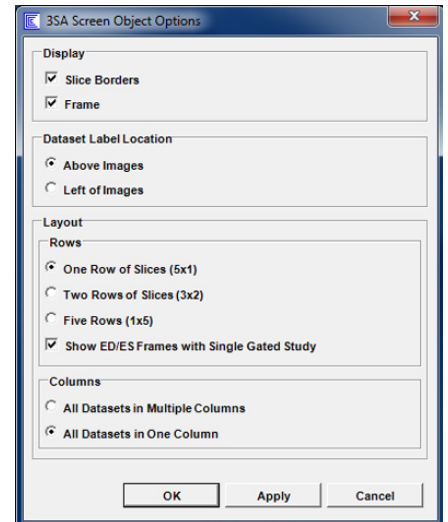 3SA Screen Object Options
Display
Slice Borders
Frame
Dataset Label Location
Above Images
Left of Images
Layout
Rows
One Row of Slices (5x1)
Two Rows of Slices (3x2)
Five Rows (1x5)
Show ED/ES Frames with Single Gated Study
Columns
All Datasets in Multiple Columns
All Datasets in One Column
OK Apply Cancel